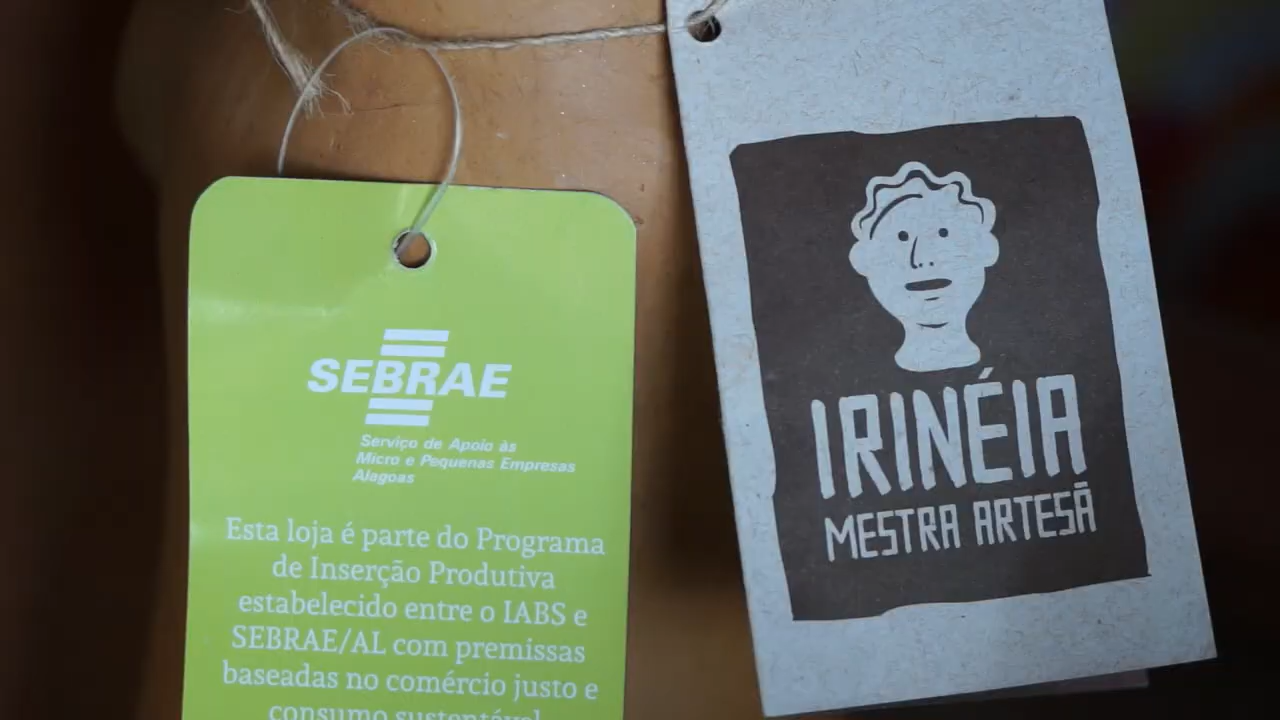 SEBRAE
Serviço de Apoio às
Micro e Pequenas Empresas
Alagoas
Esta loja é parte do Programa
de Inserção Produtiva
estabelecido entre o IABS e
SEBRAE/AL com premissas
baseadas no comércio justo e
consumo sustentável
IRINÉIA
MESTRA ARTESÃ